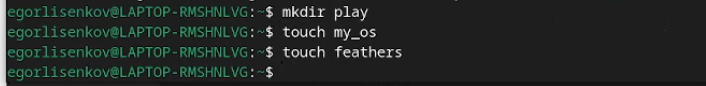 egorlisenkov@LAPTOP-RMSHNLVG:~$ mkdir play
egorlisenkov@LAPTOP-RMSHNLVG:~$ touch my_os
egorlisenkov@LAPTOP-RMSHNLVG:~$ touch feathers
egorlisenkov@LAPTOP-RMSHNLVG:~$